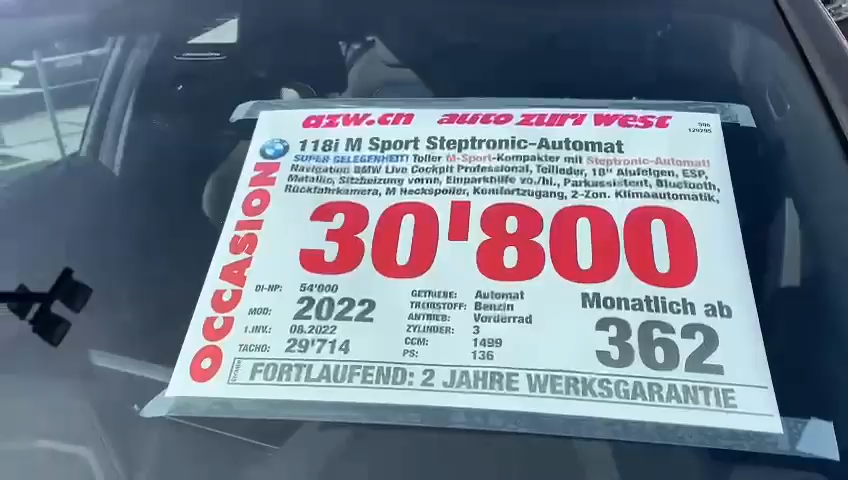 azw.ch auto züri west
596
129205
118i M Sport Steptronic-Automat
SUPER GELEGENHEIT! Toller M-Sport-Kompakter mit Steptronic-Automat!
Navigation BMW Live Cockpit Professional, Teilleder, 18" Alufelgen, ESP,
Metallic, Sitzheizung vorne, Einparkhilfe vo./hi., Parkassistent, Bluetooth,
Rückfahrkamera, M Heckspoiler, Komfortzugang, 2-Zon. Klimaautomatik,
OCCASION
30'800
DI-NP: 54'000
MOD: 2022
1.INV.: 08.2022
TACHO: 29'714
GETRIEBE: Automat
TREIBSTOFF: Benzin
ANTRIEB: Vorderrad
ZYLINDER: 3
CCM: 1499
PS: 136
Monatlich ab
362
FORTLAUFEND: 2 JAHRE WERKSGARANTIE